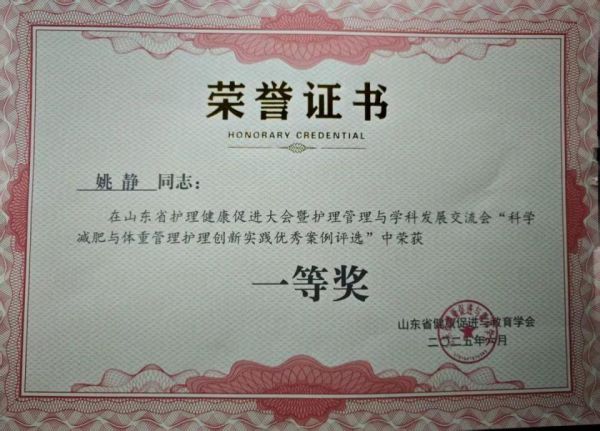 荣誉证书
HONORARY CREDENTIAL
姚静 同志：
在山东省护理健康促进大会暨护理管理与学科发展交流会“科学
减肥与体重管理护理创新实践优秀案例评选”中荣获
一等奖
山东省健康促进与教育学会
二〇二五年六月